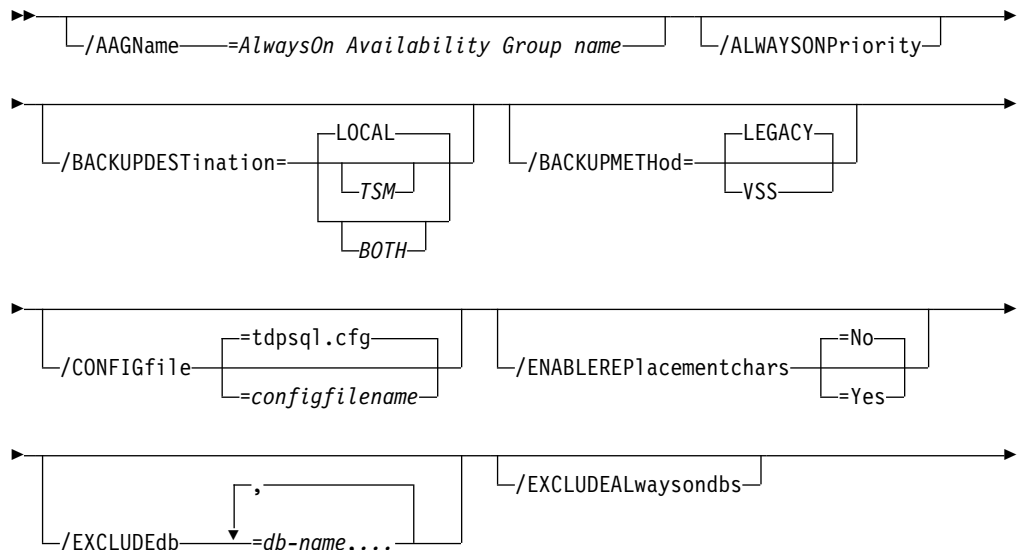 /AAGName =AlwaysOn Availability Group name /ALWAYSONPriority
LOCAL LEGACY
/BACKUPDESTination= /BACKUPMETHod=
TSM VSS
BOTH
=tdpsql.cfg =No
/CONFIGfile /ENABLEREPlacementchars
=configfilename =Yes
, /EXCLUDEALwaysondbs
/EXCLUDEdb =db-name,...